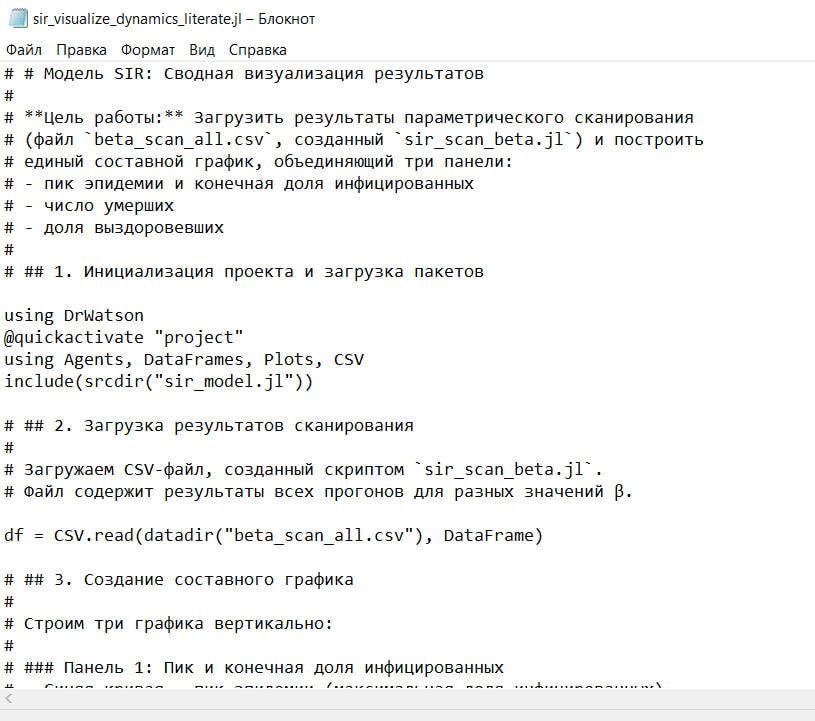 sir_visualize_dynamics_literate.jl – Блокнот
Файл Правка Формат Вид Справка
# # Модель SIR: Сводная визуализация результатов
#
# **Цель работы:** Загрузить результаты параметрического сканирования
# (файл `beta_scan_all.csv`, созданный `sir_scan_beta.jl`) и построить
# единый составной график, объединяющий три панели:
# - пик эпидемии и конечная доля инфицированных
# - число умерших
# - доля выздоровевших
#
# ## 1. Инициализация проекта и загрузка пакетов
using DrWatson
@quickactivate "project"
using Agents, DataFrames, Plots, CSV
include(srcdir("sir_model.jl"))
# ## 2. Загрузка результатов сканирования
#
# Загружаем CSV-файл, созданный скриптом `sir_scan_beta.jl`.
# Файл содержит результаты всех прогонов для разных значений β.
df = CSV.read(datadir("beta_scan_all.csv"), DataFrame)
# ## 3. Создание составного графика
#
# Строим три графика вертикально:
#
# ### Панель 1: Пик и конечная доля инфицированных
# - Синяя кривая – пик эпидемии (максимальная доля инфицированных)